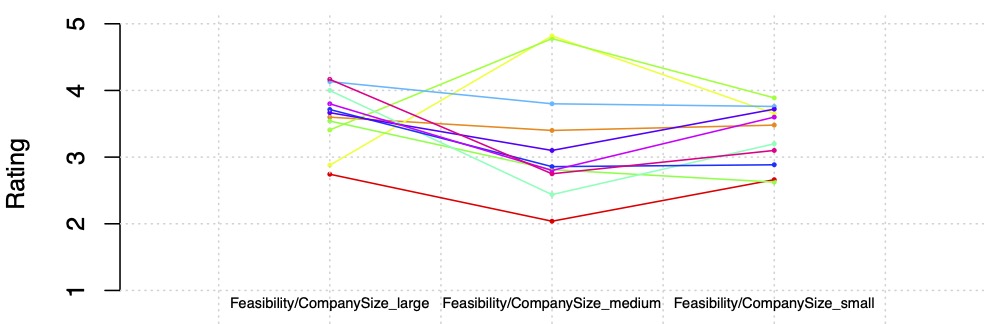 Rating
5
4
3
2
1
Feasibility/CompanySize_large Feasibility/CompanySize_medium Feasibility/CompanySize_small